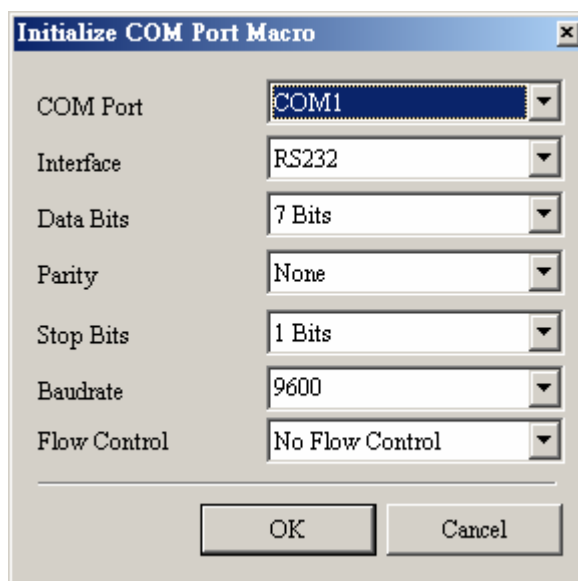 Initialize COM Port Macro
COM Port COM1
Interface RS232
Data Bits 7 Bits
Parity None
Stop Bits 1 Bits
Baudrate 9600
Flow Control No Flow Control
OK Cancel